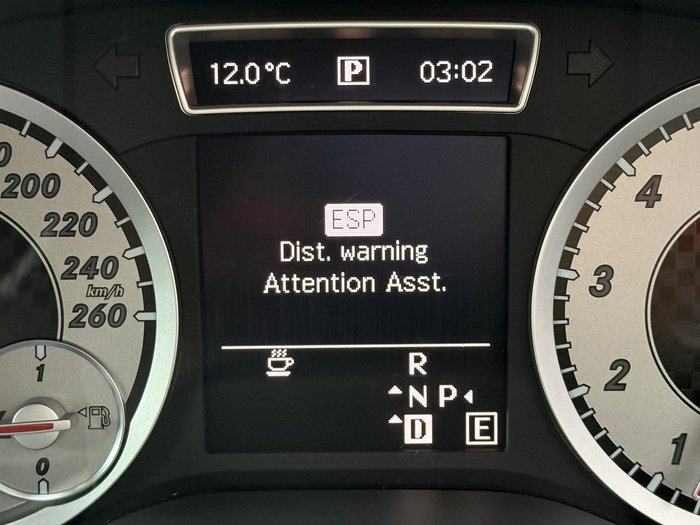 12.0°C P 03:02
200
220
240
km/h
260
ESP
Dist. warning
Attention Asst.
R
N P
D E
1
0
4
3
2
1